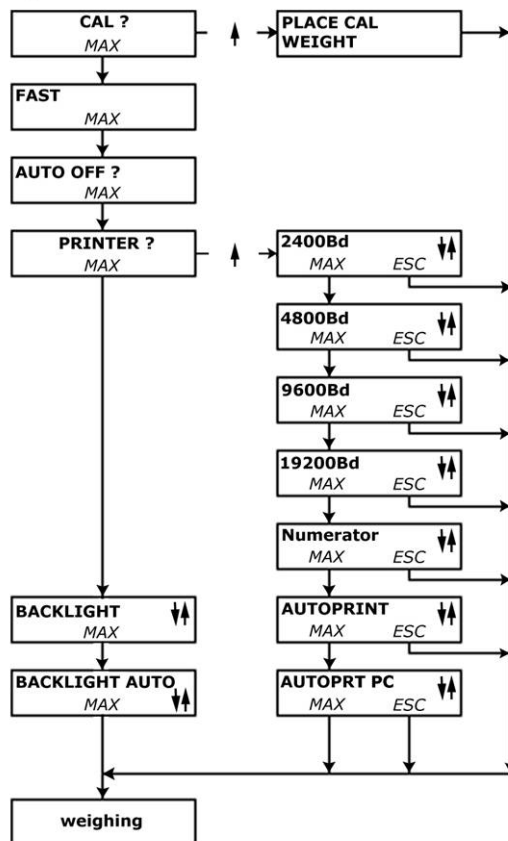 CAL ?
MAX
PLACE CAL
WEIGHT
FAST
MAX
AUTO OFF ?
MAX
PRINTER ?
MAX
2400Bd
MAX ESC
4800Bd
MAX ESC
9600Bd
MAX ESC
19200Bd
MAX ESC
Numerator
MAX ESC
BACKLIGHT
MAX
AUTOPRINT
MAX ESC
BACKLIGHT AUTO
MAX
AUTOPRT PC
MAX ESC
weighing